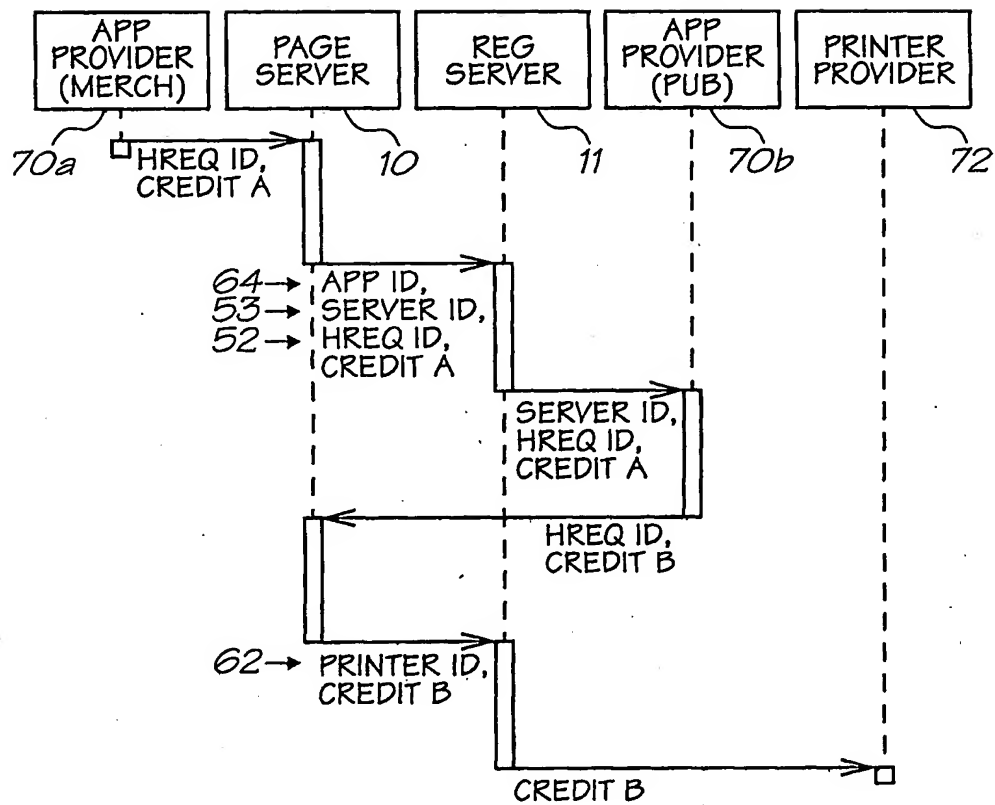 APP
PROVIDER
(MERCH)
PAGE
SERVER
REG
SERVER
APP
PROVIDER
(PUB)
PRINTER
PROVIDER
70a
10
11
70b
72
HREQ ID,
CREDIT A
64→ APP ID,
53→ SERVER ID,
52→ HREQ ID,
CREDIT A
SERVER ID,
HREQ ID,
CREDIT A
HREQ ID,
CREDIT B
62→ PRINTER ID,
CREDIT B
CREDIT B